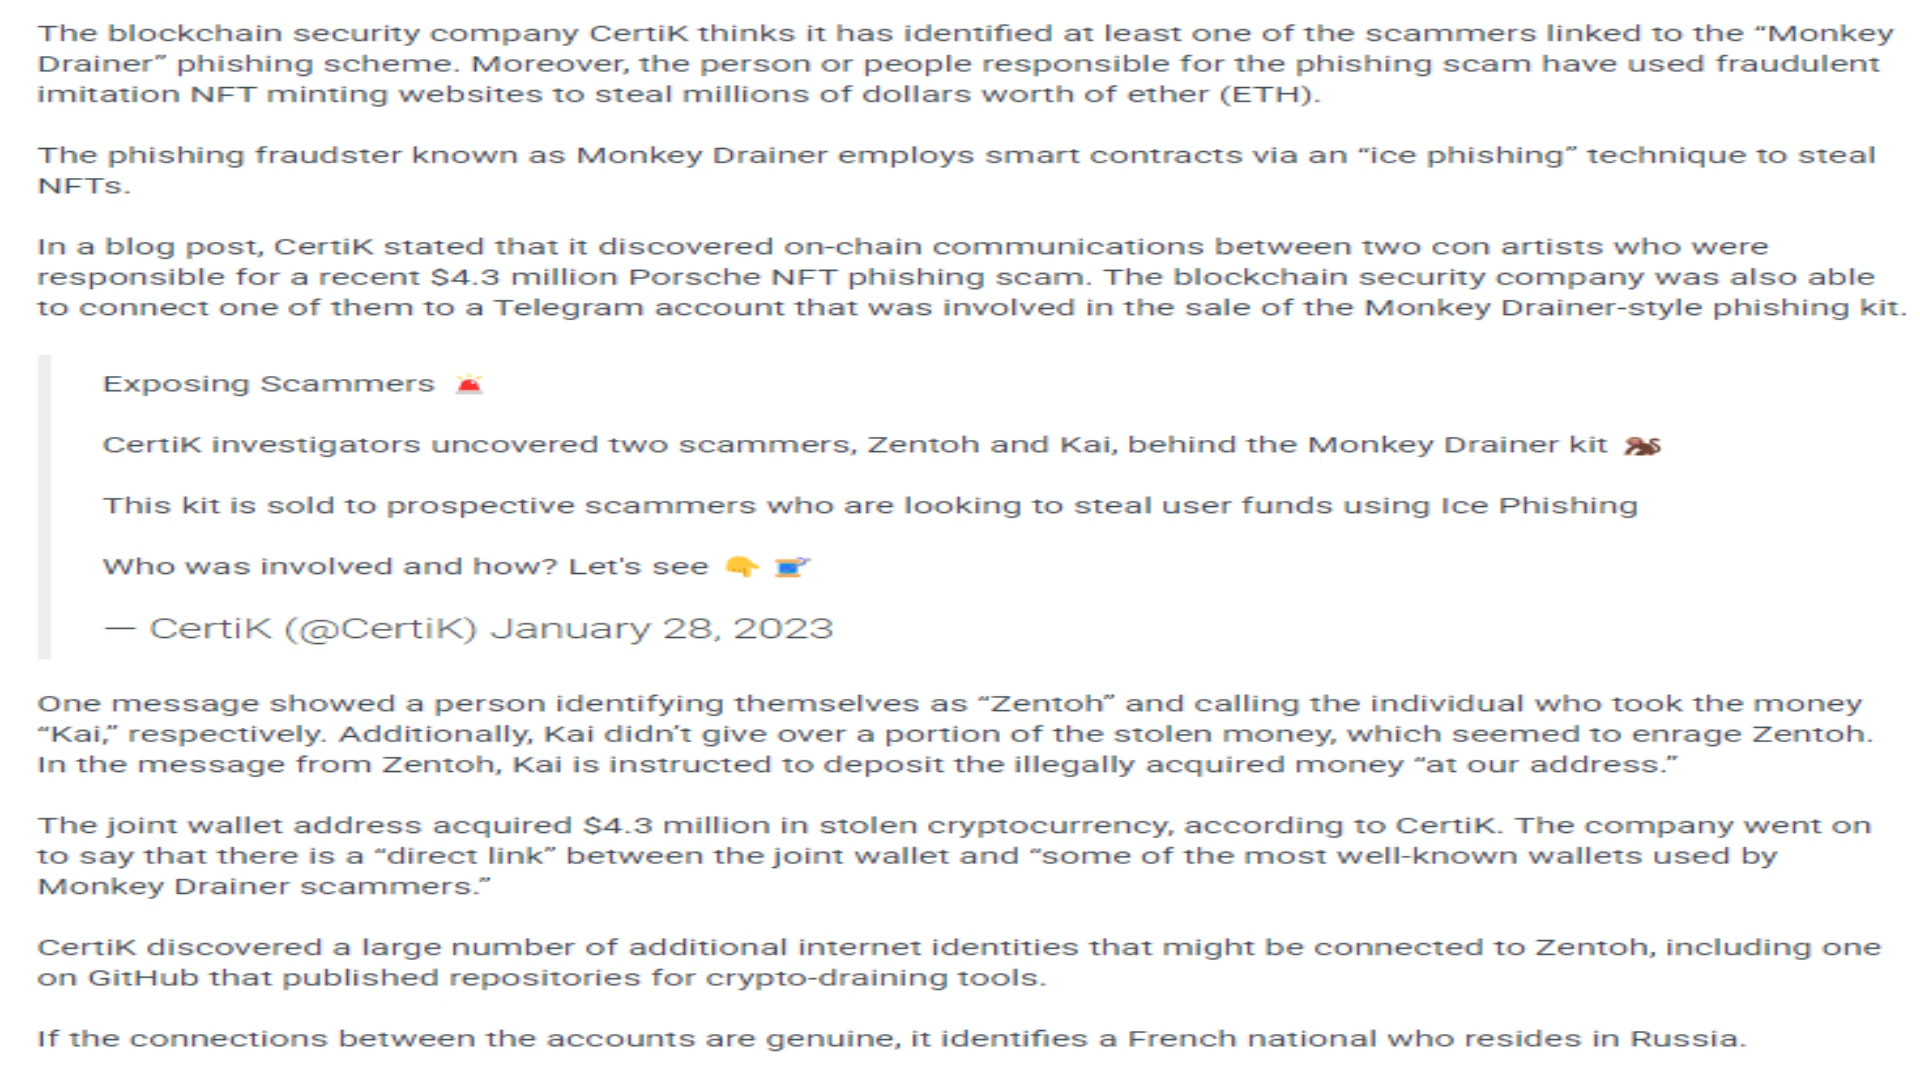 The blockchain security company CertiK thinks it has identified at least one of the scammers linked to the “Monkey
Drainer” phishing scheme. Moreover, the person or people responsible for the phishing scam have used fraudulent
imitation NFT minting websites to steal millions of dollars worth of ether (ETH).
The phishing fraudster known as Monkey Drainer employs smart contracts via an “ice phishing” technique to steal
NFTs.
In a blog post, CertiK stated that it discovered on-chain communications between two con artists who were
responsible for a recent $4.3 million Porsche NFT phishing scam. The blockchain security company was also able
to connect one of them to a Telegram account that was involved in the sale of the Monkey Drainer-style phishing kit.
Exposing Scammers 🚨
CertiK investigators uncovered two scammers, Zentoh and Kai, behind the Monkey Drainer kit 🐒
This kit is sold to prospective scammers who are looking to steal user funds using Ice Phishing
Who was involved and how? Let's see 👇 🧵
— CertiK (@CertiK) January 28, 2023
One message showed a person identifying themselves as “Zentoh” and calling the individual who took the money
“Kai,” respectively. Additionally, Kai didn’t give over a portion of the stolen money, which seemed to enrage Zentoh.
In the message from Zentoh, Kai is instructed to deposit the illegally acquired money “at our address.”
The joint wallet address acquired $4.3 million in stolen cryptocurrency, according to CertiK. The company went on
to say that there is a “direct link” between the joint wallet and “some of the most well-known wallets used by
Monkey Drainer scammers.”
CertiK discovered a large number of additional internet identities that might be connected to Zentoh, including one
on GitHub that published repositories for crypto-draining tools.
If the connections between the accounts are genuine, it identifies a French national who resides in Russia.